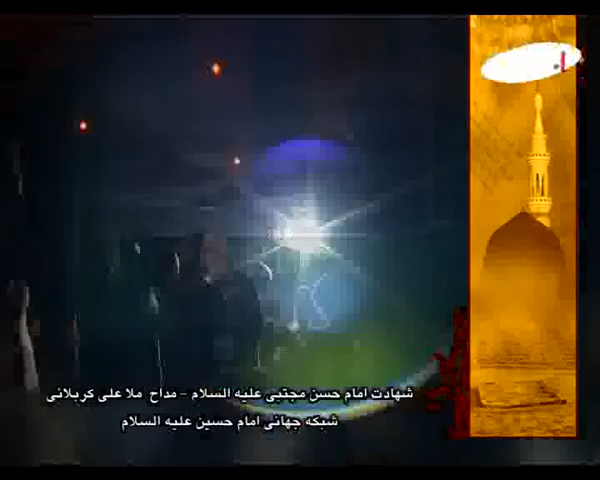 شهادت امام حسن مجتبی علیه السلام - مداح ملا علی کربلائی
شبکه جهانی امام حسین علیه السلام